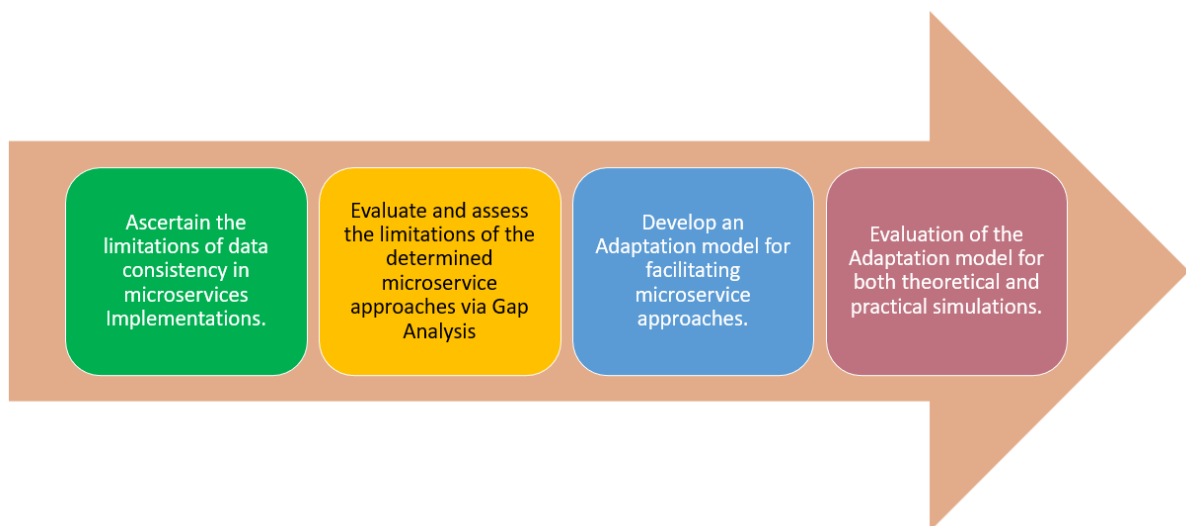 Ascertain the
limitations of data
consistency in
microservices
Implementations.
Evaluate and assess
the limitations of the
determined
microservice
approaches via Gap
Analysis
Develop an
Adaptation model for
facilitating
microservice
approaches.
Evaluation of the
Adaptation model for
both theoretical and
practical simulations.